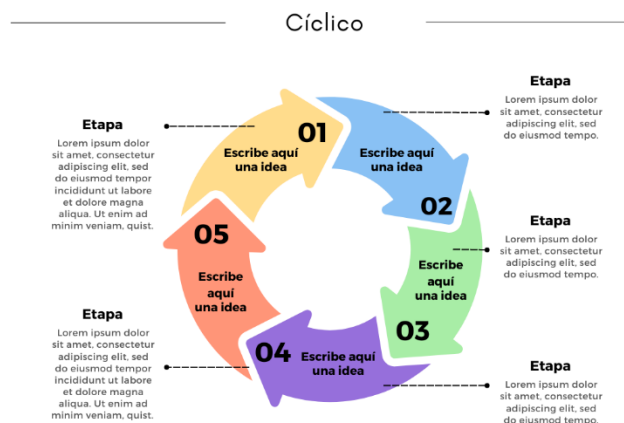 Cíclico
Etapa
Lorem ipsum dolor
sit amet, consectetur
adipiscing elit, sed
do eiusmod tempor
incididunt ut labore
et dolore magna
aliqua. Ut enim ad
minim veniam, quist.
01
Escribe aquí
una idea
Escribe aquí
una idea
02
Etapa
Lorem ipsum dolor
sit amet, consectetur
adipiscing elit, sed
do eiusmod tempo.
Etapa
Lorem ipsum dolor
sit amet, consectetur
adipiscing elit, sed
do eiusmod tempo.
Escribe
aquí
una idea
03
05
Escribe
aquí
una idea
04
Escribe aquí
una idea
Etapa
Lorem ipsum dolor
sit amet, consectetur
adipiscing elit, sed
do eiusmod tempor
incididunt ut labore
et dolore magna
aliqua. Ut enim ad
minim veniam, quist.
Etapa
Lorem ipsum dolor
sit amet, consectetur
adipiscing elit, sed
do eiusmod tempo.